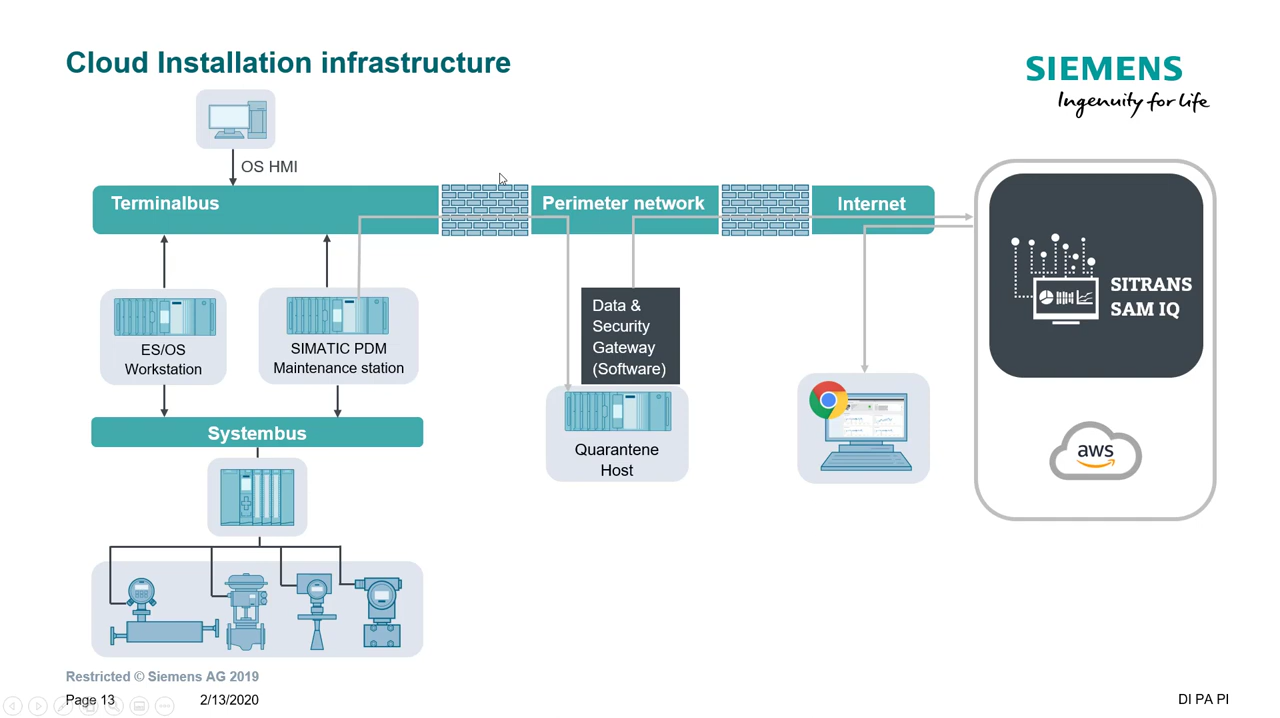 Cloud Installation infrastructure
SIEMENS
Ingenuity for life
OS HMI
Terminalbus
Perimeter network
Internet
SITRANS
SAM IQ
Data &
Security
Gateway
(Software)
ES/OS
Workstation
SIMATIC PDM
Maintenance station
Systembus
Quarantene
Host
aws
Restricted © Siemens AG 2019
Page 13
2/13/2020
DI PA PI